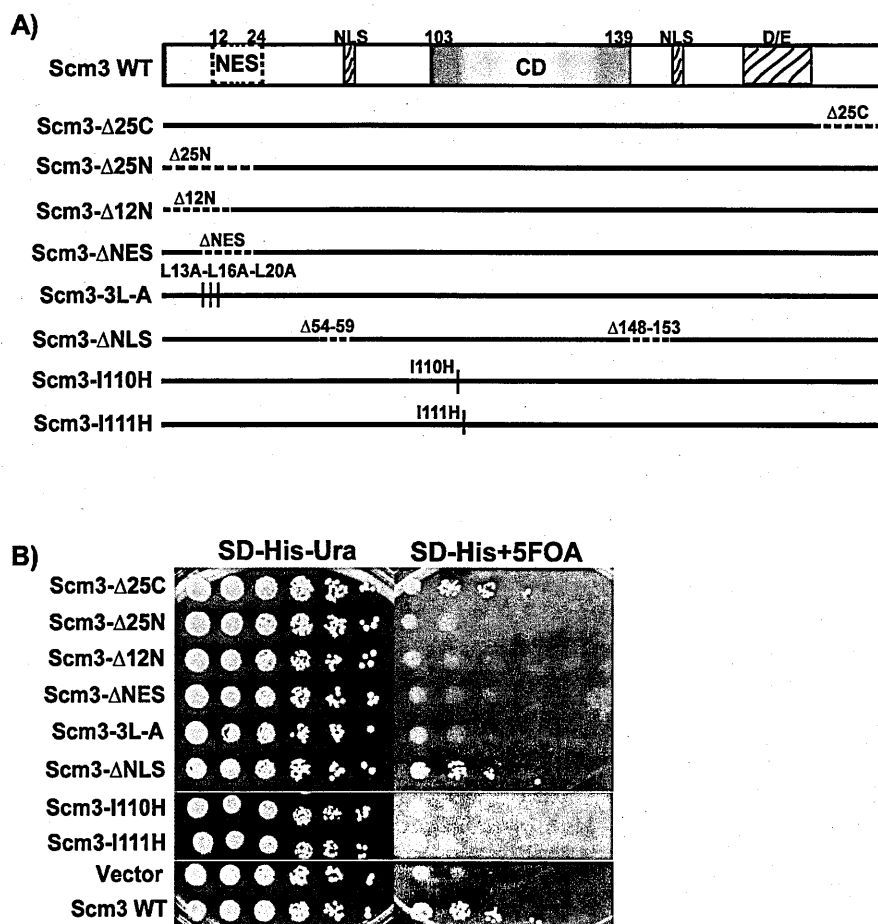 A)
12 24 NLS 103 139 NLS D/E
Scm3 WT NES CD
Δ25C
Scm3-Δ25C
Δ25N
Scm3-Δ25N
Δ12N
Scm3-Δ12N
ΔNES
Scm3-ΔNES
L13A-L16A-L20A
Scm3-3L-A
Δ54-59 Δ148-153
Scm3-ΔNLS
I110H
Scm3-I110H
I111H
Scm3-I111H
B)
SD-His-Ura SD-His+5FOA
Scm3-Δ25C
Scm3-Δ25N
Scm3-Δ12N
Scm3-ΔNES
Scm3-3L-A
Scm3-ΔNLS
Scm3-I110H
Scm3-I111H
Vector
Scm3 WT